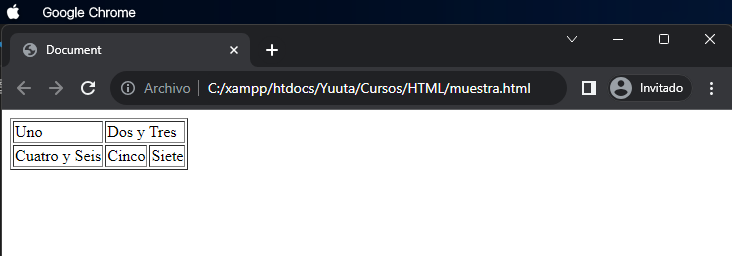 Google Chrome
Document
Archivo C:/xampp/htdocs/Yuuta/Cursos/HTML/muestra.html Invitado
Uno Dos y Tres
Cuatro y Seis Cinco Siete